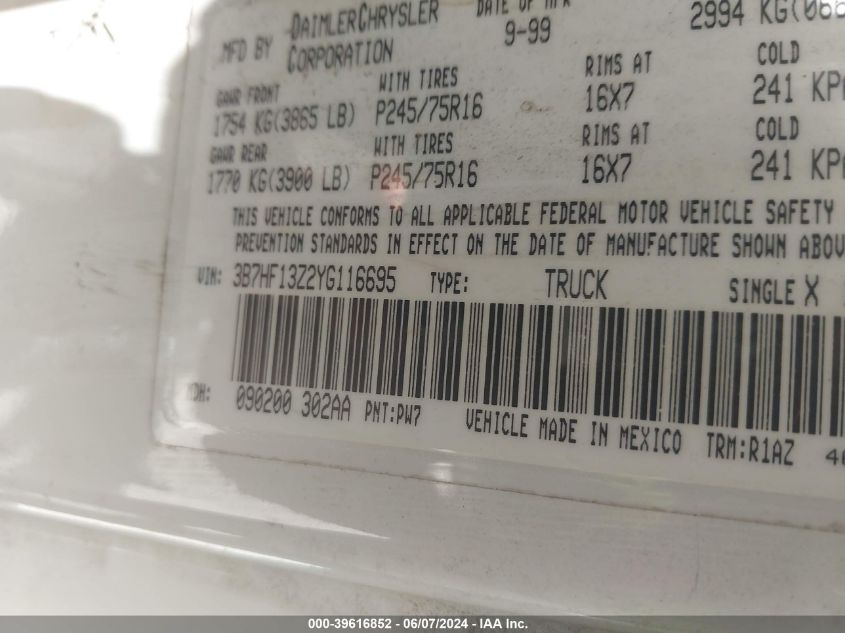 MFD BY DAIMLERCHRYSLER CORPORATION
DATE OF MFR 9-99
2994 KG(066
GAWR FRONT WITH TIRES RIMS AT COLD
1754 KG(3865 LB) P245/75R16 16X7 241 KPA
GAWR REAR WITH TIRES RIMS AT COLD
1770 KG(3900 LB) P245/75R16 16X7 241 KPA
THIS VEHICLE CONFORMS TO ALL APPLICABLE FEDERAL MOTOR VEHICLE SAFETY
PREVENTION STANDARDS IN EFFECT ON THE DATE OF MANUFACTURE SHOWN ABOV
VIN: 3B7HF13Z2YG116695 TYPE: TRUCK SINGLE X
MDH: 090200 302AA PNT:PW7 VEHICLE MADE IN MEXICO TRM:R1AZ
000-39616852 - 06/07/2024 - IAA Inc.